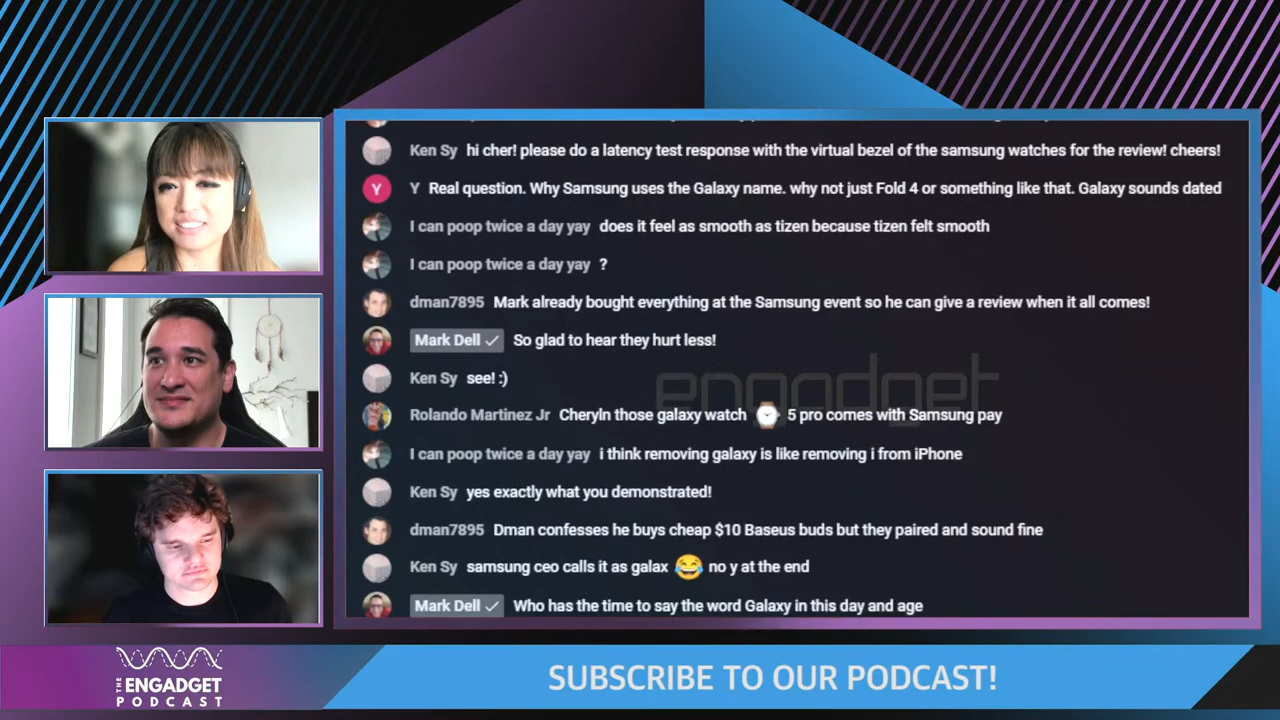 Ken Sy hi cher! please do a latency test response with the virtual bezel of the samsung watches for the review! cheers!
Y Y Real question. Why Samsung uses the Galaxy name. why not just Fold 4 or something like that. Galaxy sounds dated
I can poop twice a day yay does it feel as smooth as tizen because tizen felt smooth
I can poop twice a day yay ?
dman7895 Mark already bought everything at the Samsung event so he can give a review when it all comes!
Mark Dell ✓ So glad to hear they hurt less!
Ken Sy see! :)
engadget
Rolando Martinez Jr Cheryln those galaxy watch ⌚ 5 pro comes with Samsung pay
I can poop twice a day yay i think removing galaxy is like removing i from iPhone
Ken Sy yes exactly what you demonstrated!
dman7895 Dman confesses he buys cheap $10 Baseus buds but they paired and sound fine
Ken Sy samsung ceo calls it as galax 😂 no y at the end
Mark Dell ✓ Who has the time to say the word Galaxy in this day and age
THE ENGADGET
PODCAST
SUBSCRIBE TO OUR PODCAST!